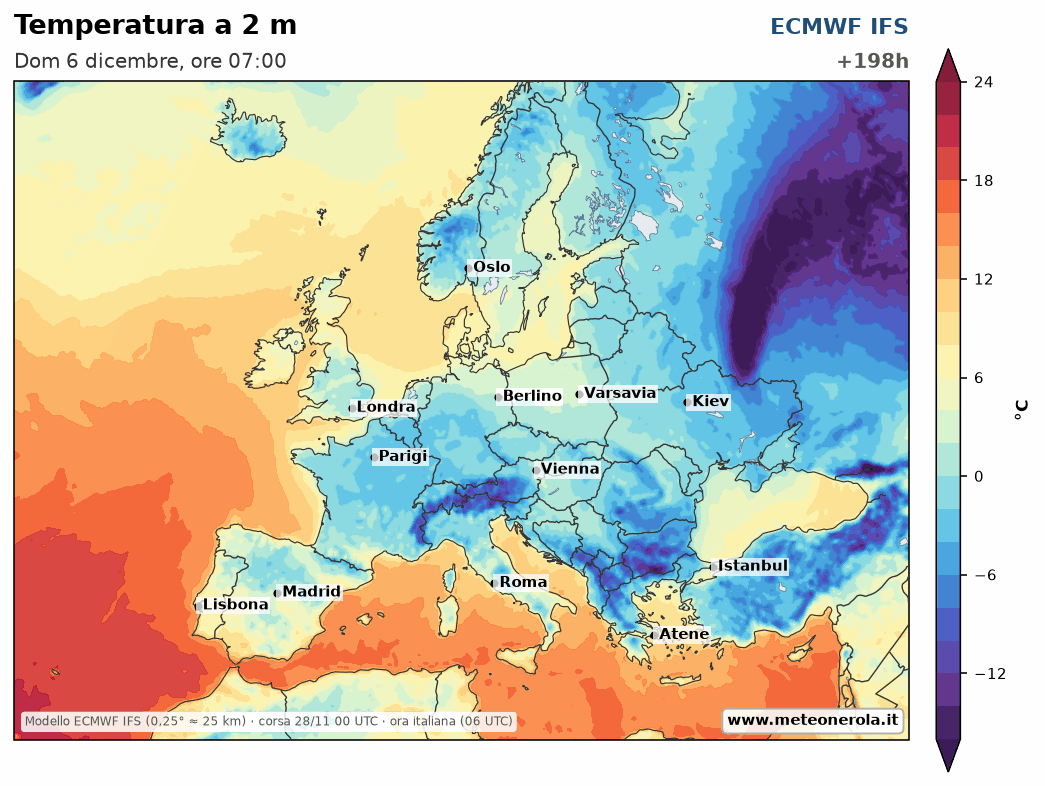 Temperatura a 2 m
ECMWF IFS
Dom 6 dicembre, ore 07:00
+198h
24
18
12
6
0
−6
−12
°C
Oslo
Berlino
Varsavia
Kiev
Londra
Parigi
Vienna
Istanbul
Roma
Madrid
Lisbona
Atene
Modello ECMWF IFS (0,25° ≈ 25 km) · corsa 28/11 00 UTC · ora italiana (06 UTC)
www.meteonerola.it